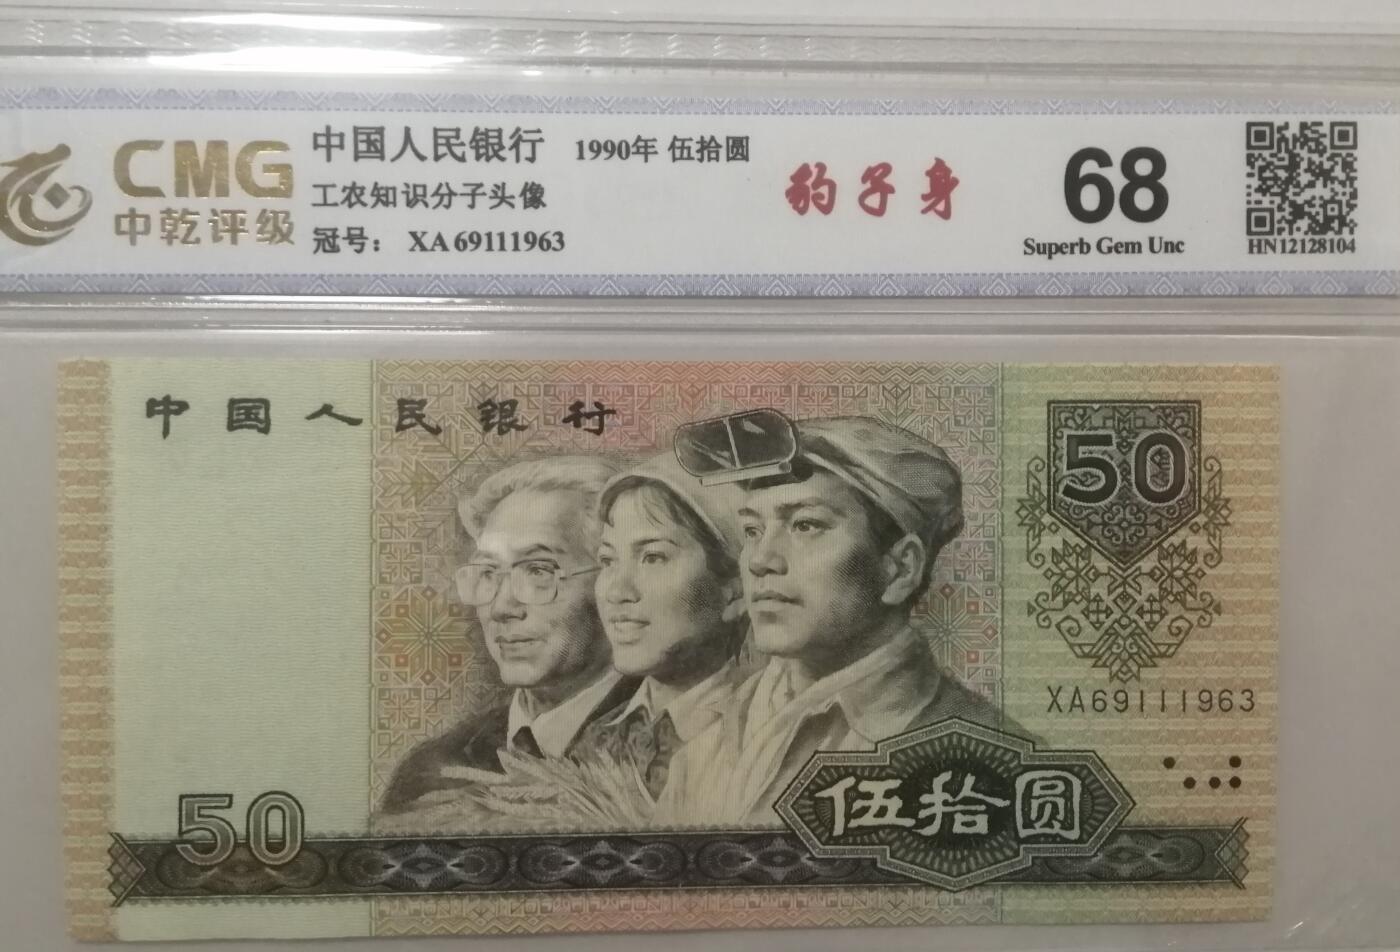 CMG
中乾评级
中国人民银行 1990年 伍拾圆
工农知识分子头像
冠号： XA69111963
豹子身
68
Superb Gem Unc
HN12128104
中国人民银行
50
XA69111963
50
伍拾圆